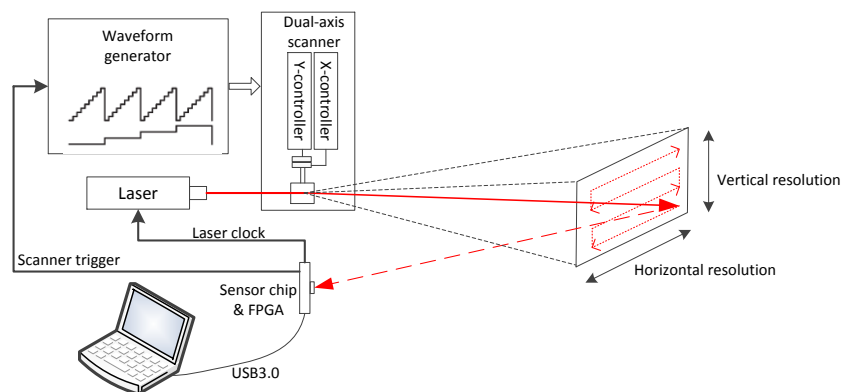 Waveform
generator
Dual-axis
scanner
Y-controller
X-controller
Laser
Vertical resolution
Laser clock
Scanner trigger
Horizontal resolution
Sensor chip
& FPGA
USB3.0